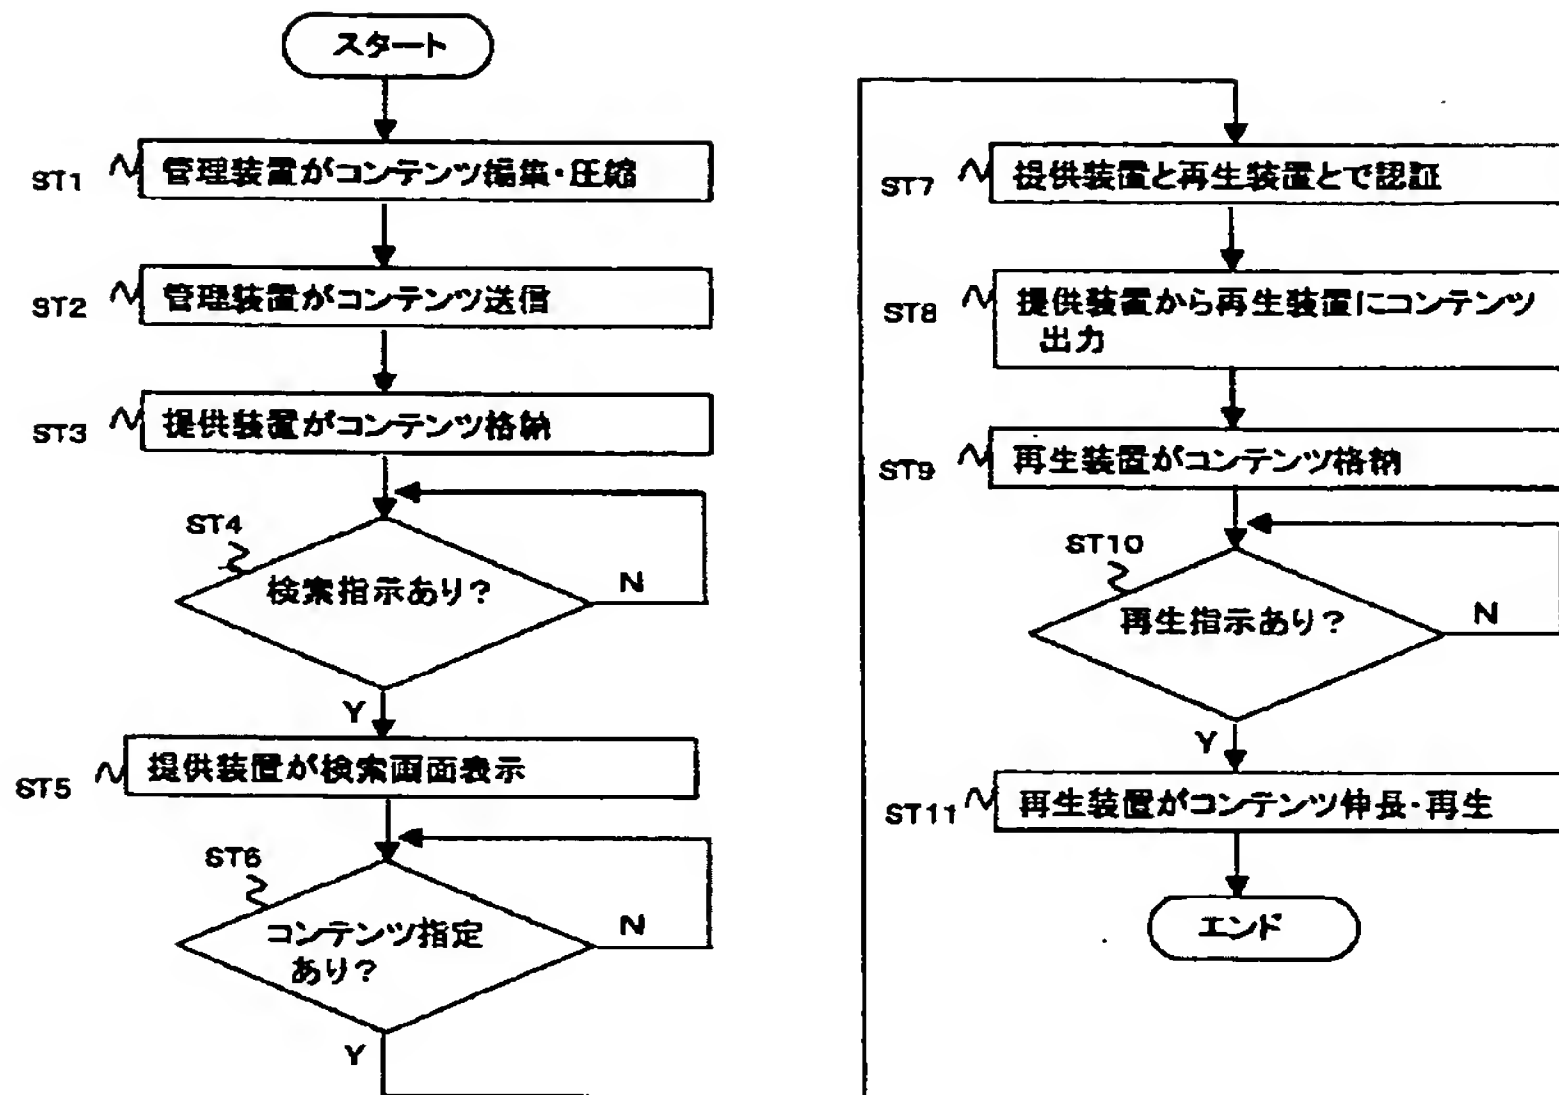 スタート
ST1
管理装置がコンテンツ編集・圧縮
ST2
管理装置がコンテンツ送信
ST3
提供装置がコンテンツ格納
ST4
検索指示あり?
N
Y
ST5
提供装置が検索画面表示
ST6
コンテンツ指定
あり?
N
Y
ST7
提供装置と再生装置とで認証
ST8
提供装置から再生装置にコンテンツ
出力
ST9
再生装置がコンテンツ格納
ST10
再生指示あり?
N
Y
ST11
再生装置がコンテンツ伸長・再生
エンド